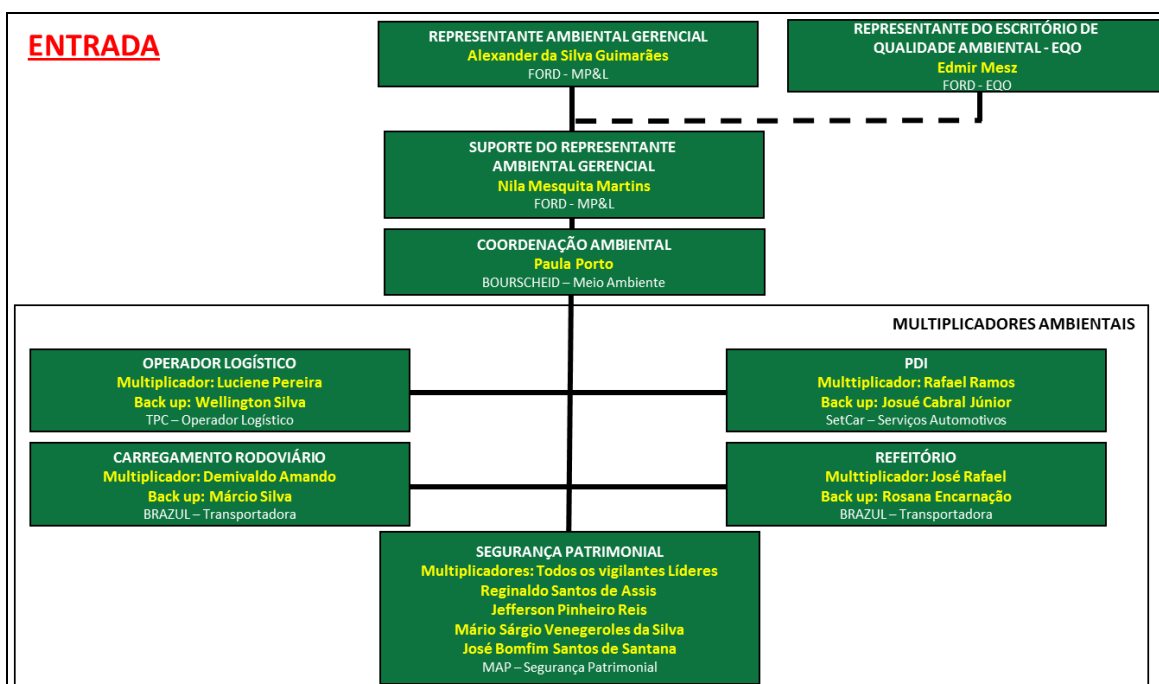 ENTRADA
REPRESENTANTE AMBIENTAL GERENCIAL
Alexander da Silva Guimarães
FORD - MP&L
REPRESENTANTE DO ESCRITÓRIO DE
QUALIDADE AMBIENTAL - EQO
Edmir Mesz
FORD - EQO
SUPORTE DO REPRESENTANTE
AMBIENTAL GERENCIAL
Nila Mesquita Martins
FORD - MP&L
COORDENAÇÃO AMBIENTAL
Paula Porto
BOURSCHEID – Meio Ambiente
MULTIPLICADORES AMBIENTAIS
OPERADOR LOGÍSTICO
Multiplicador: Luciene Pereira
Back up: Wellington Silva
TPC – Operador Logístico
PDI
Multtiplicador: Rafael Ramos
Back up: Josué Cabral Júnior
SetCar – Serviços Automotivos
CARREGAMENTO RODOVIÁRIO
Multiplicador: Demivaldo Amando
Back up: Márcio Silva
BRAZUL – Transportadora
REFEITÓRIO
Multtiplicador: José Rafael
Back up: Rosana Encarnação
BRAZUL – Transportadora
SEGURANÇA PATRIMONIAL
Multiplicadores: Todos os vigilantes Líderes
Reginaldo Santos de Assis
Jefferson Pinheiro Reis
Mário Sárgio Venegeroles da Silva
José Bomfim Santos de Santana
MAP – Segurança Patrimonial